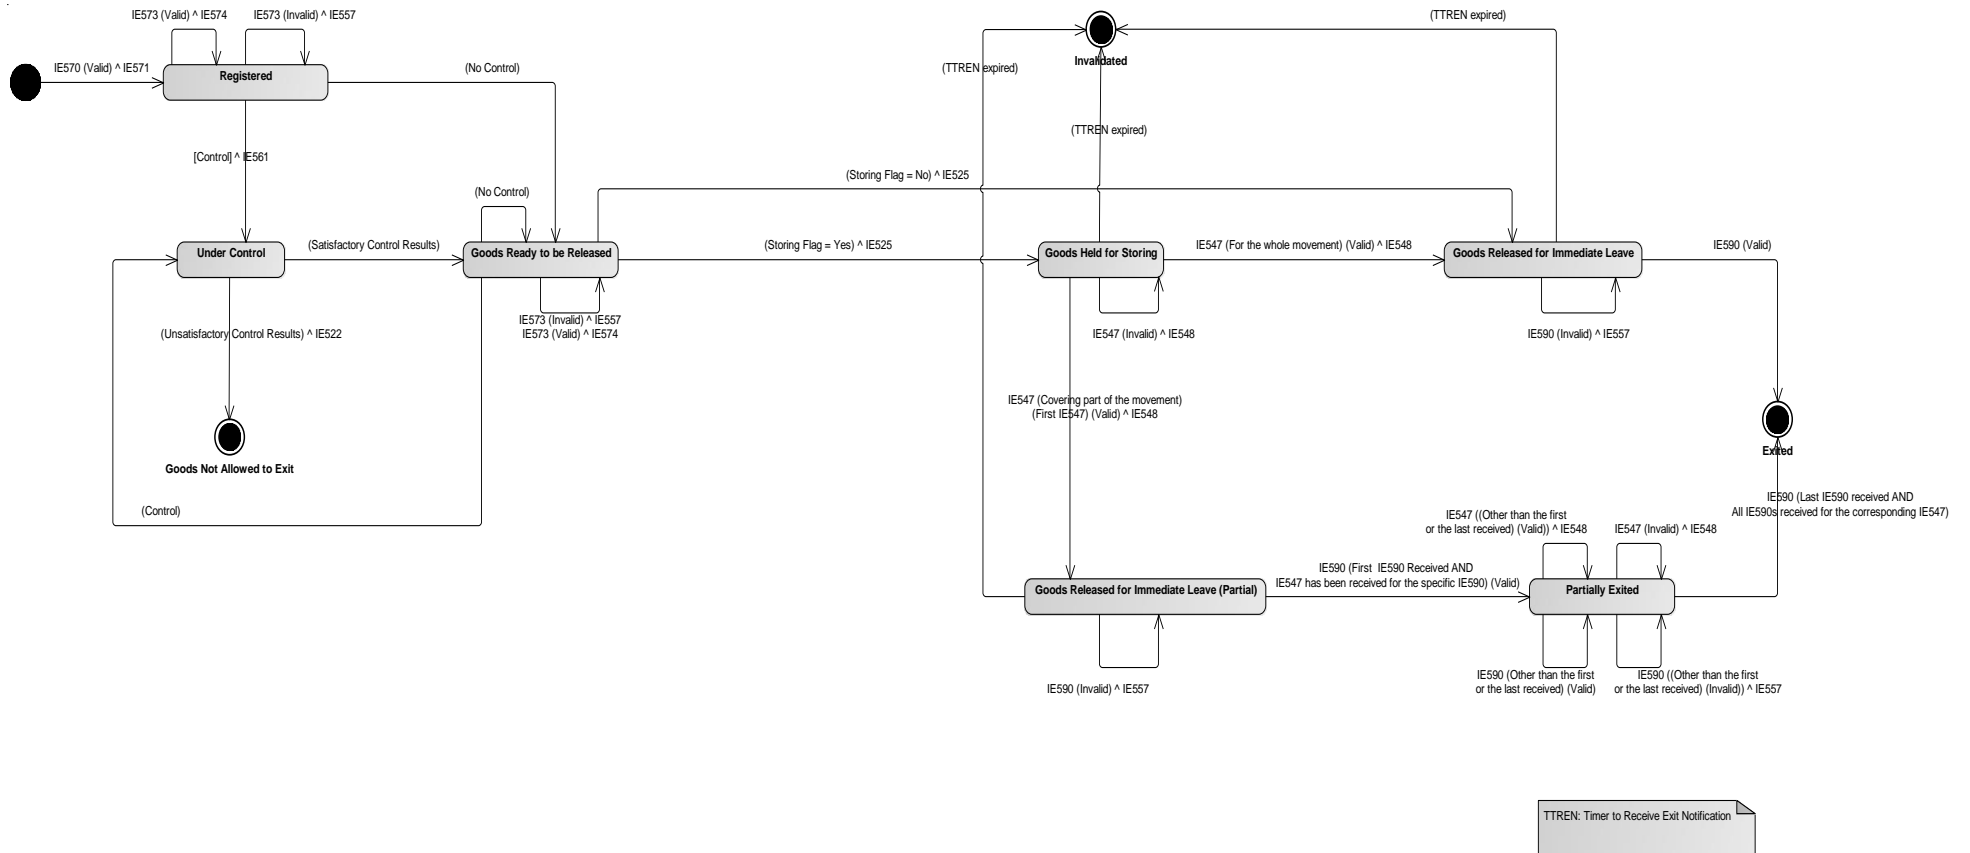 IE573 (Valid) ^ IE574
IE573 (Invalid) ^ IE557
(TTREN expired)
IE570 (Valid) ^ IE571
Registered
(No Control)
(TTREN expired)
Invalidated
(TTREN expired)
[Control] ^ IE561
(Storing Flag = No) ^ IE525
(No Control)
Under Control
(Satisfactory Control Results)
Goods Ready to be Released
(Storing Flag = Yes) ^ IE525
Goods Held for Storing
IE547 (For the whole movement) (Valid) ^ IE548
Goods Released for Immediate Leave
IE590 (Valid)
(Unsatisfactory Control Results) ^ IE522
IE573 (Invalid) ^ IE557
IE573 (Valid) ^ IE574
IE547 (Invalid) ^ IE548
IE590 (Invalid) ^ IE557
IE547 (Covering part of the movement)
(First IE547) (Valid) ^ IE548
Goods Not Allowed to Exit
Exited
(Control)
IE590 (Last IE590 received AND
All IE590s received for the corresponding IE547)
IE547 ((Other than the first
or the last received) (Valid)) ^ IE548
IE547 (Invalid) ^ IE548
Goods Released for Immediate Leave (Partial)
IE590 (First IE590 Received AND
IE547 has been received for the specific IE590) (Valid)
Partially Exited
IE590 (Invalid) ^ IE557
IE590 (Other than the first
or the last received) (Valid)
IE590 ((Other than the first
or the last received) (Invalid)) ^ IE557
TTREN: Timer to Receive Exit Notification